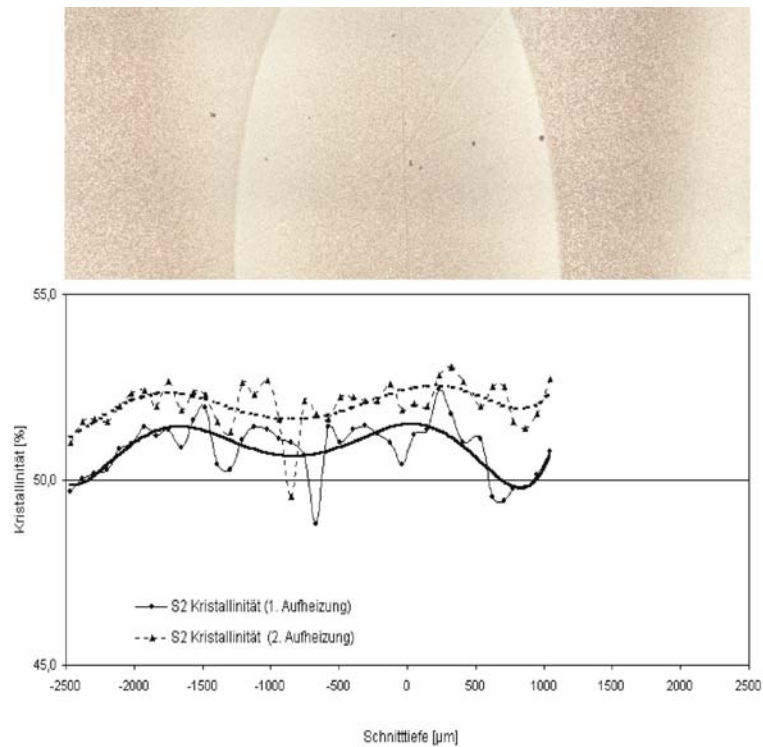 55,0
Kristallinität [%]
50,0
S2 Kristallinität (1. Aufheizung)
S2 Kristallinität (2. Aufheizung)
45,0
-2500 -2000 -1500 -1000 -500 0 500 1000 1500 2000 2500
Schnitttiefe [µm]